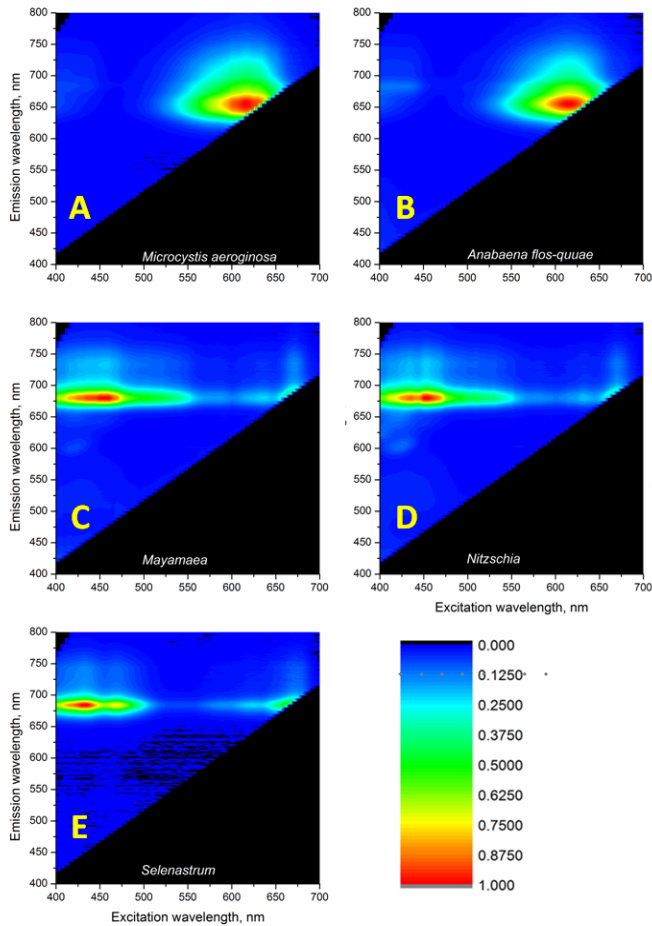 800
750
700
650
600
550
500
450
400
Emission wavelength, nm
A
Microcystis aeroginosa
400 450 500 550 600 650 700
800
750
700
650
600
550
500
450
400
B
Anabaena flos-quuae
400 450 500 550 600 650 700
800
750
700
650
600
550
500
450
400
Emission wavelength, nm
C
Mayamaea
400 450 500 550 600 650 700
800
750
700
650
600
550
500
450
400
D
Nitzschia
400 450 500 550 600 650 700
Excitation wavelength, nm
800
750
700
650
600
550
500
450
400
Emission wavelength, nm
E
Selenastrum
400 450 500 550 600 650 700
Excitation wavelength, nm
0.000
0.1250
0.2500
0.3750
0.5000
0.6250
0.7500
0.8750
1.000